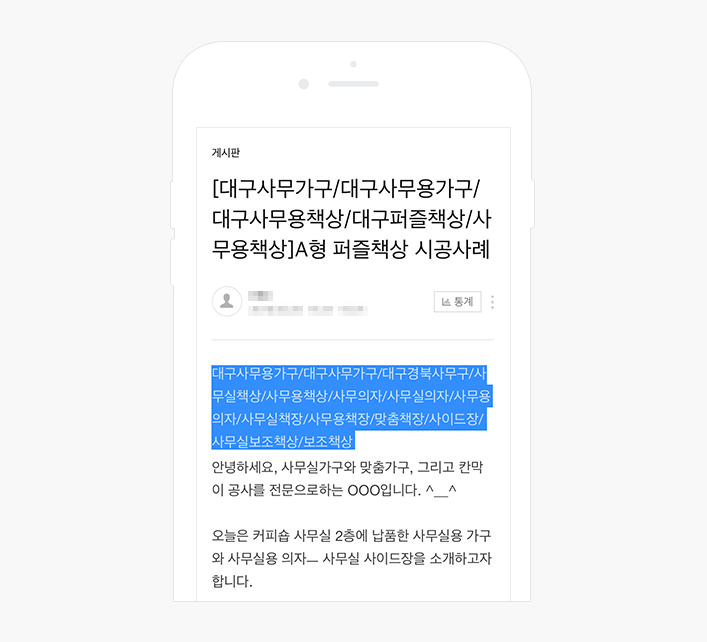 게시판
[대구사무가구/대구사무용가구/
대구사무용책상/대구퍼즐책상/사
무용책상]A형 퍼즐책상 시공사례
통계
대구사무용가구/대구사무가구/대구경북사무구/사
무실책상/사무용책상/사무의자/사무실의자/사무용
의자/사무실책장/사무용책장/맞춤책장/사이드장/
사무실보조책상/보조책상
안녕하세요, 사무실가구와 맞춤가구, 그리고 칸막
이 공사를 전문으로하는 OOO입니다. ^__^
오늘은 커피숍 사무실 2층에 납품한 사무실용 가구
와 사무실용 의자ㅡ 사무실 사이드장을 소개하고자
합니다.